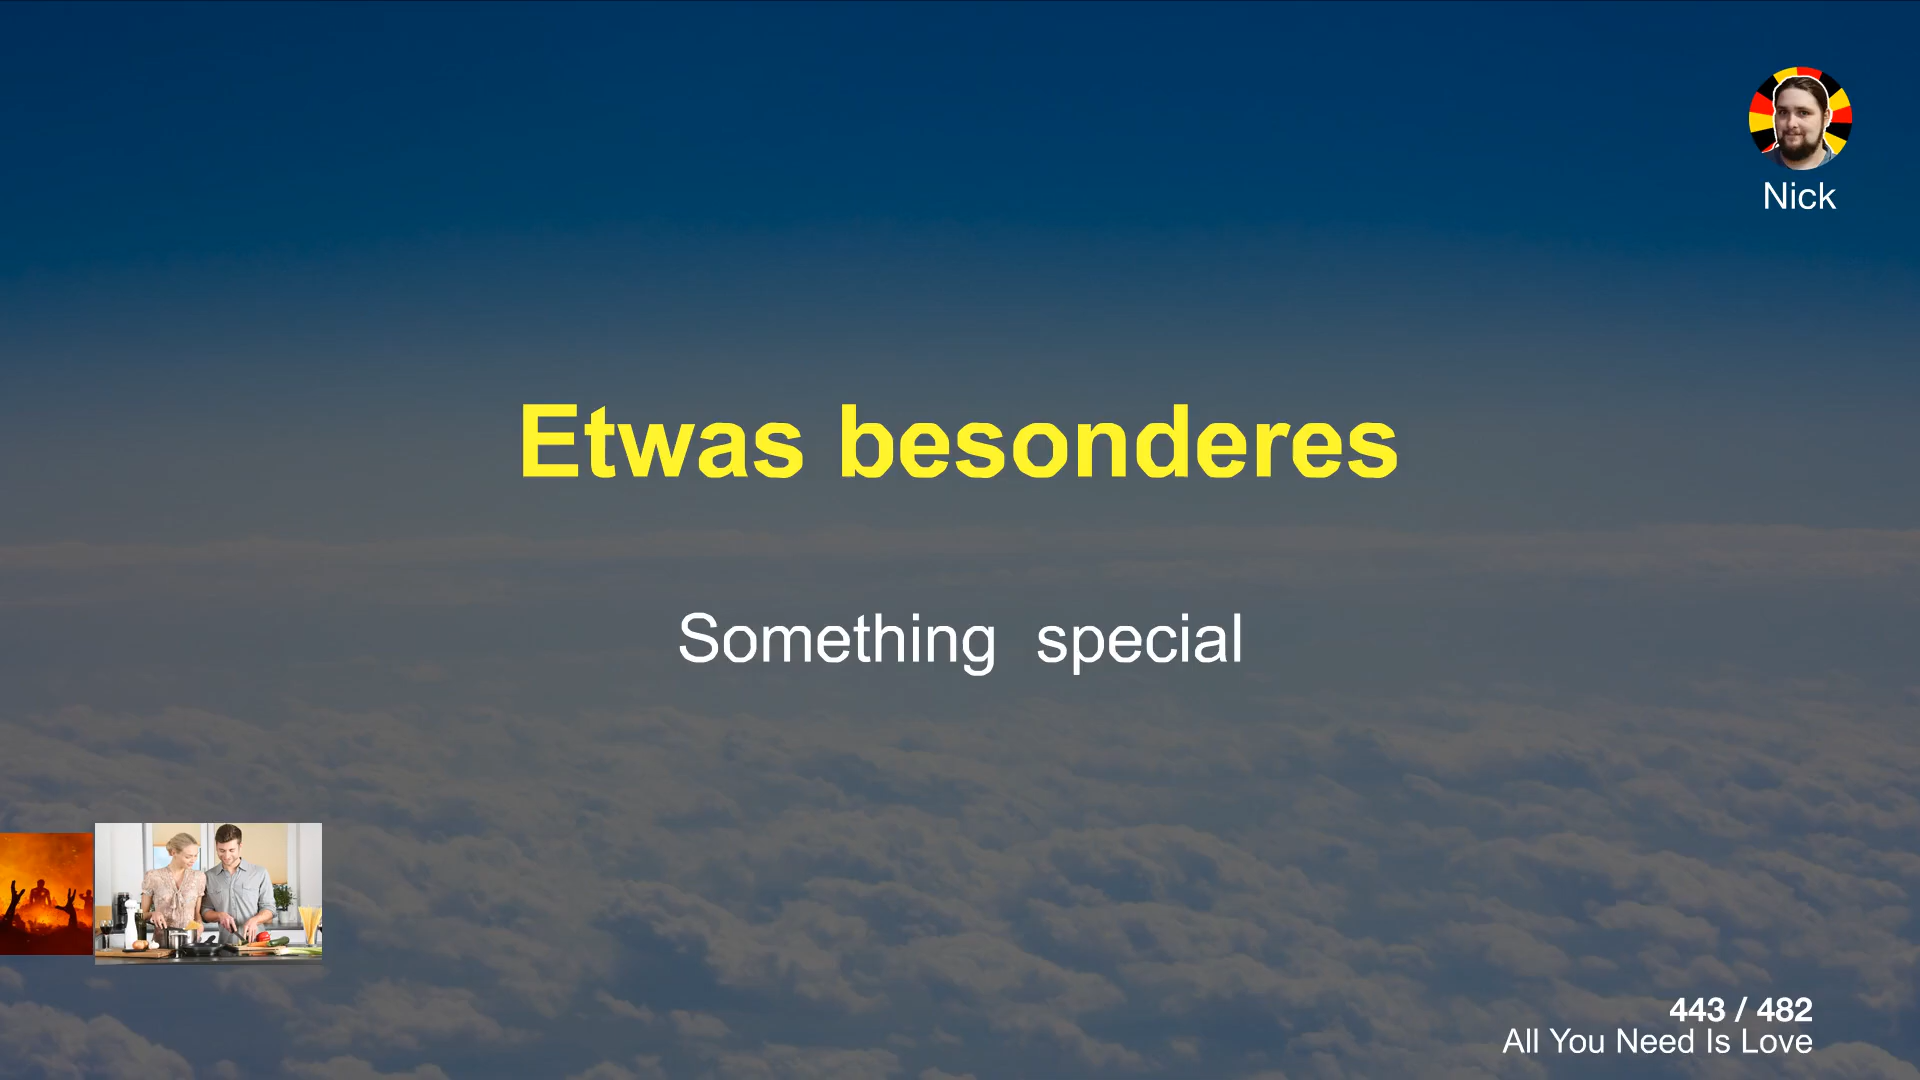 Nick
Etwas besonderes
Something special
443 / 482
All You Need Is Love